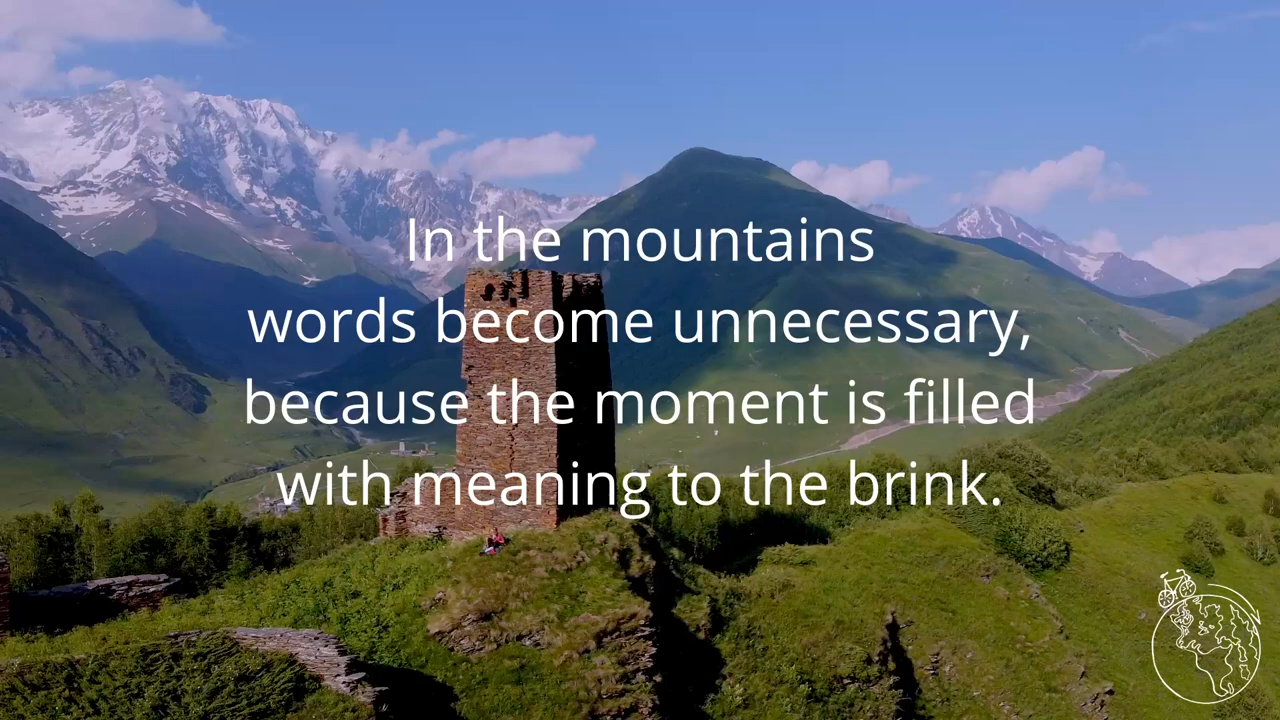 In the mountains
words become unnecessary,
because the moment is filled
with meaning to the brink.